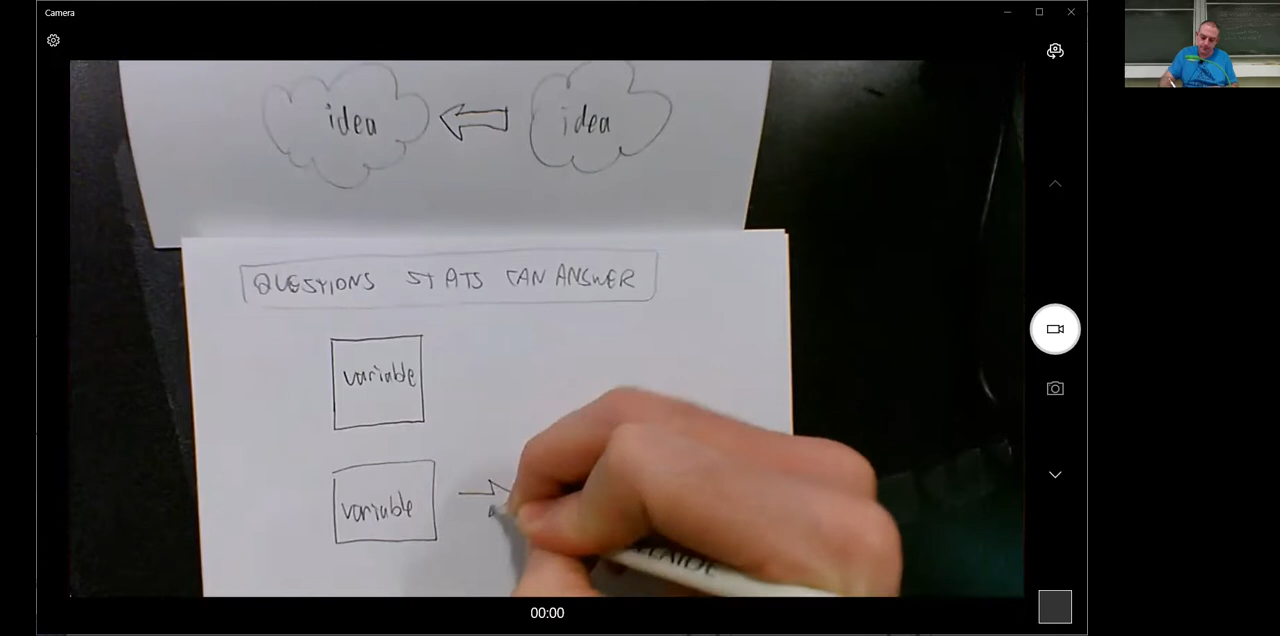 Camera
idea idea
QUESTIONS STATS CAN ANSWER
variable
variable
00:00